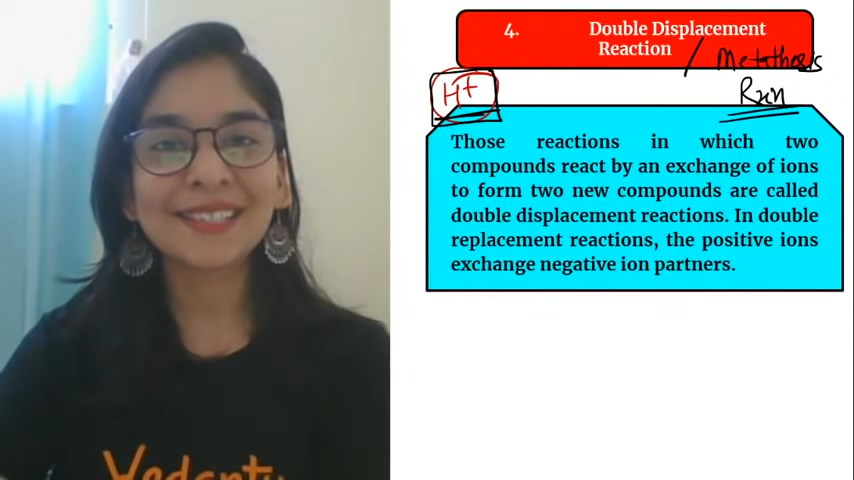 4. Double Displacement
Reaction
/ Metathesis
Rxn
H+
Those reactions in which two
compounds react by an exchange of ions
to form two new compounds are called
double displacement reactions. In double
replacement reactions, the positive ions
exchange negative ion partners.
Vedantu